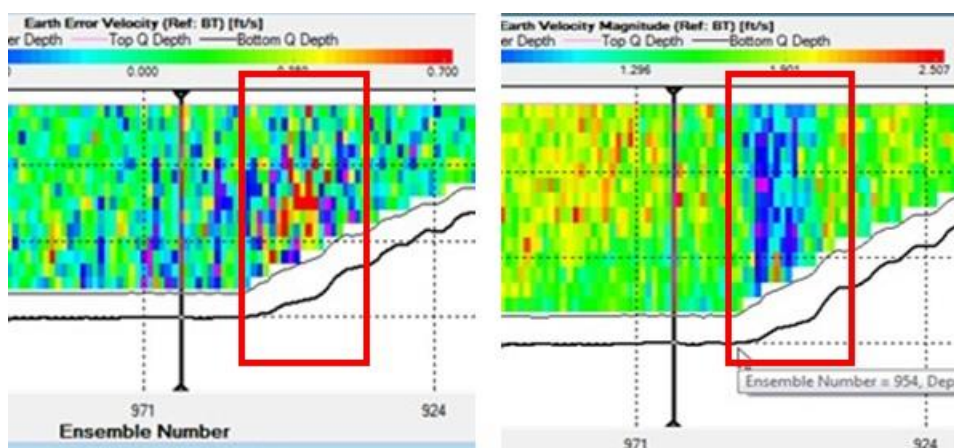 Earth Error Velocity (Ref: BT) [ft/s]
er Depth Top Q Depth Bottom Q Depth
0.000 0.700
971 924
Ensemble Number
Earth Velocity Magnitude (Ref: BT) [ft/s]
er Depth Top Q Depth Bottom Q Depth
1.296 1.901 2.507
Ensemble Number = 954, Dep
971 924